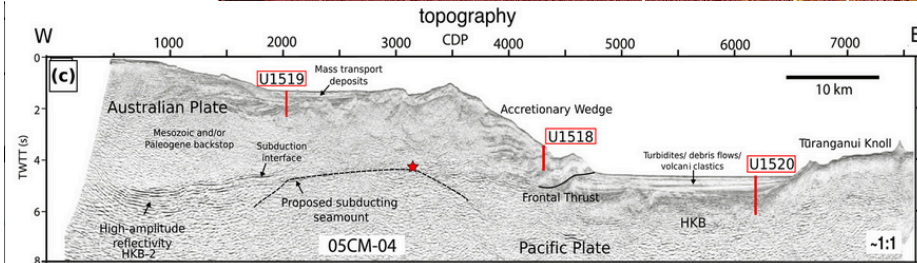 topography
W
CDP
E
1000
2000
3000
4000
5000
6000
7000
0
2
4
6
8
TWTT (s)
(c)
U1519
Mass transport
deposits
10 km
Australian Plate
Accretionary Wedge
Mesozoic and/or
Paleogene backstop
Subduction
interface
U1518
Tūranganui Knoll
Turbidites/ debris flows/
volcani clastics
U1520
Proposed subducting
seamount
Frontal Thrust
HKB
High-amplitude
reflectivity
HKB-2
05CM-04
Pacific Plate
~1:1